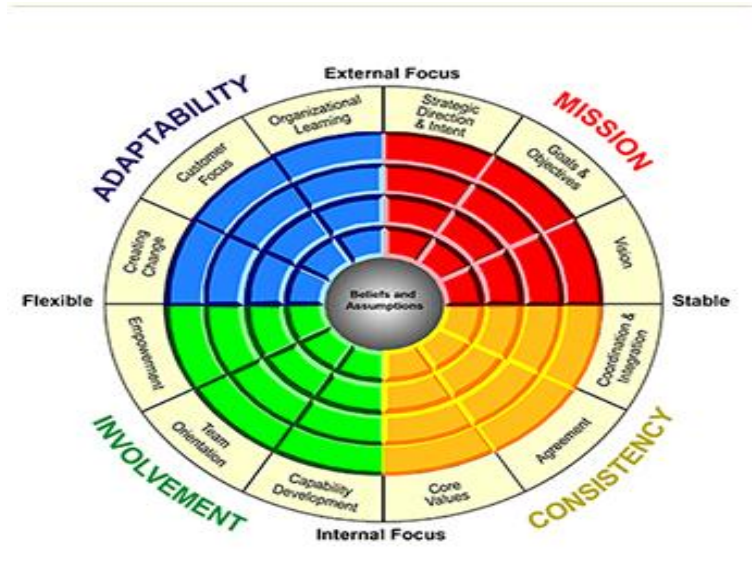 External Focus
ADAPTABILITY
MISSION
Organizational
Learning
Strategic
Direction
& Intent
Customer
Focus
Goals &
Objectives
Creating
Change
Vision
Flexible
Beliefs and
Assumptions
Stable
Empowerment
Coordination &
Integration
Team
Orientation
Agreement
Capability
Development
Core
Values
INVOLVEMENT
CONSISTENCY
Internal Focus